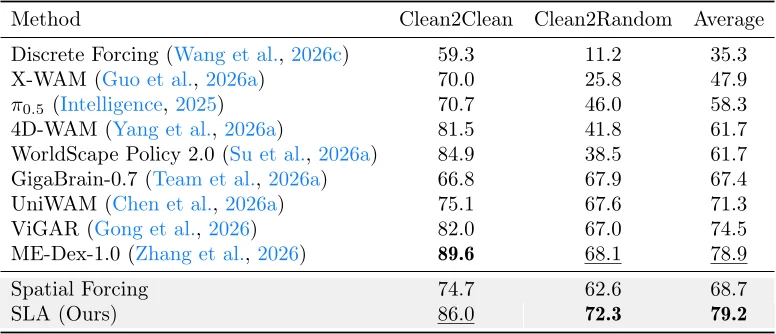 Method Clean2Clean Clean2Random Average
Discrete Forcing (Wang et al., 2026c) 59.3 11.2 35.3
X-WAM (Guo et al., 2026a) 70.0 25.8 47.9
π0.5 (Intelligence, 2025) 70.7 46.0 58.3
4D-WAM (Yang et al., 2026a) 81.5 41.8 61.7
WorldScape Policy 2.0 (Su et al., 2026a) 84.9 38.5 61.7
GigaBrain-0.7 (Team et al., 2026a) 66.8 67.9 67.4
UniWAM (Chen et al., 2026a) 75.1 67.6 71.3
ViGAR (Gong et al., 2026) 82.0 67.0 74.5
ME-Dex-1.0 (Zhang et al., 2026) 89.6 68.1 78.9
Spatial Forcing 74.7 62.6 68.7
SLA (Ours) 86.0 72.3 79.2